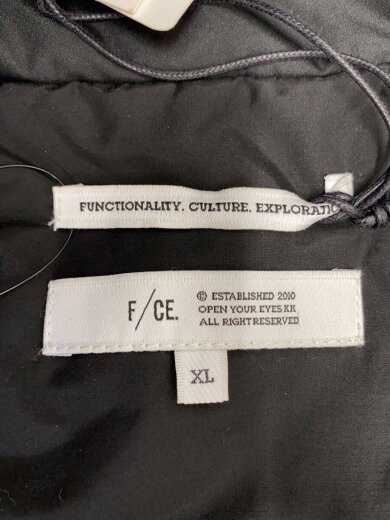 FUNCTIONALITY. CULTURE. EXPLORATIO
F/CE.
© ESTABLISHED 2010
OPEN YOUR EYES KK
ALL RIGHT RESERVED
XL